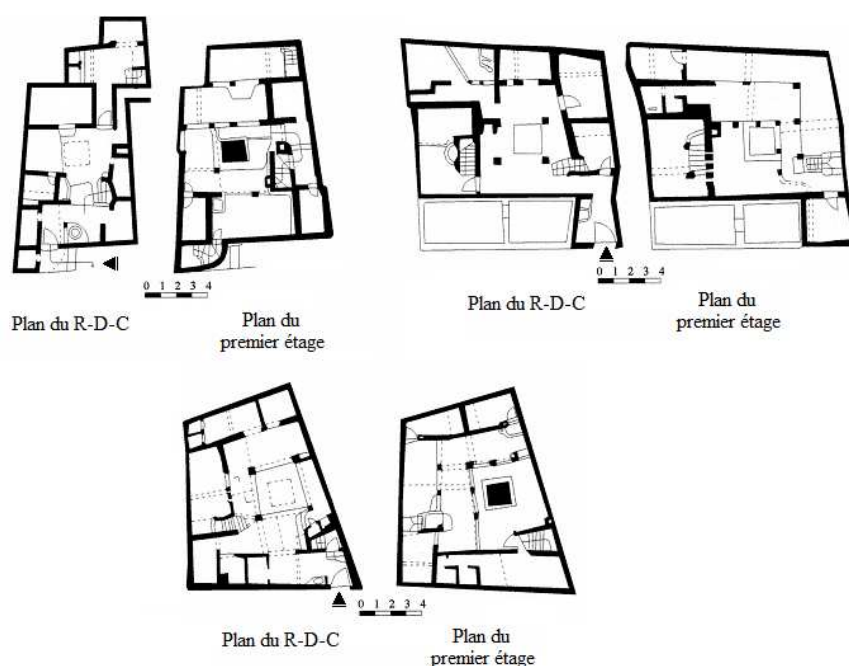 0 1 2 3 4
Plan du R-D-C
Plan du
premier étage
0 1 2 3 4
Plan du R-D-C
Plan du
premier étage
0 1 2 3 4
Plan du R-D-C
Plan du
premier étage